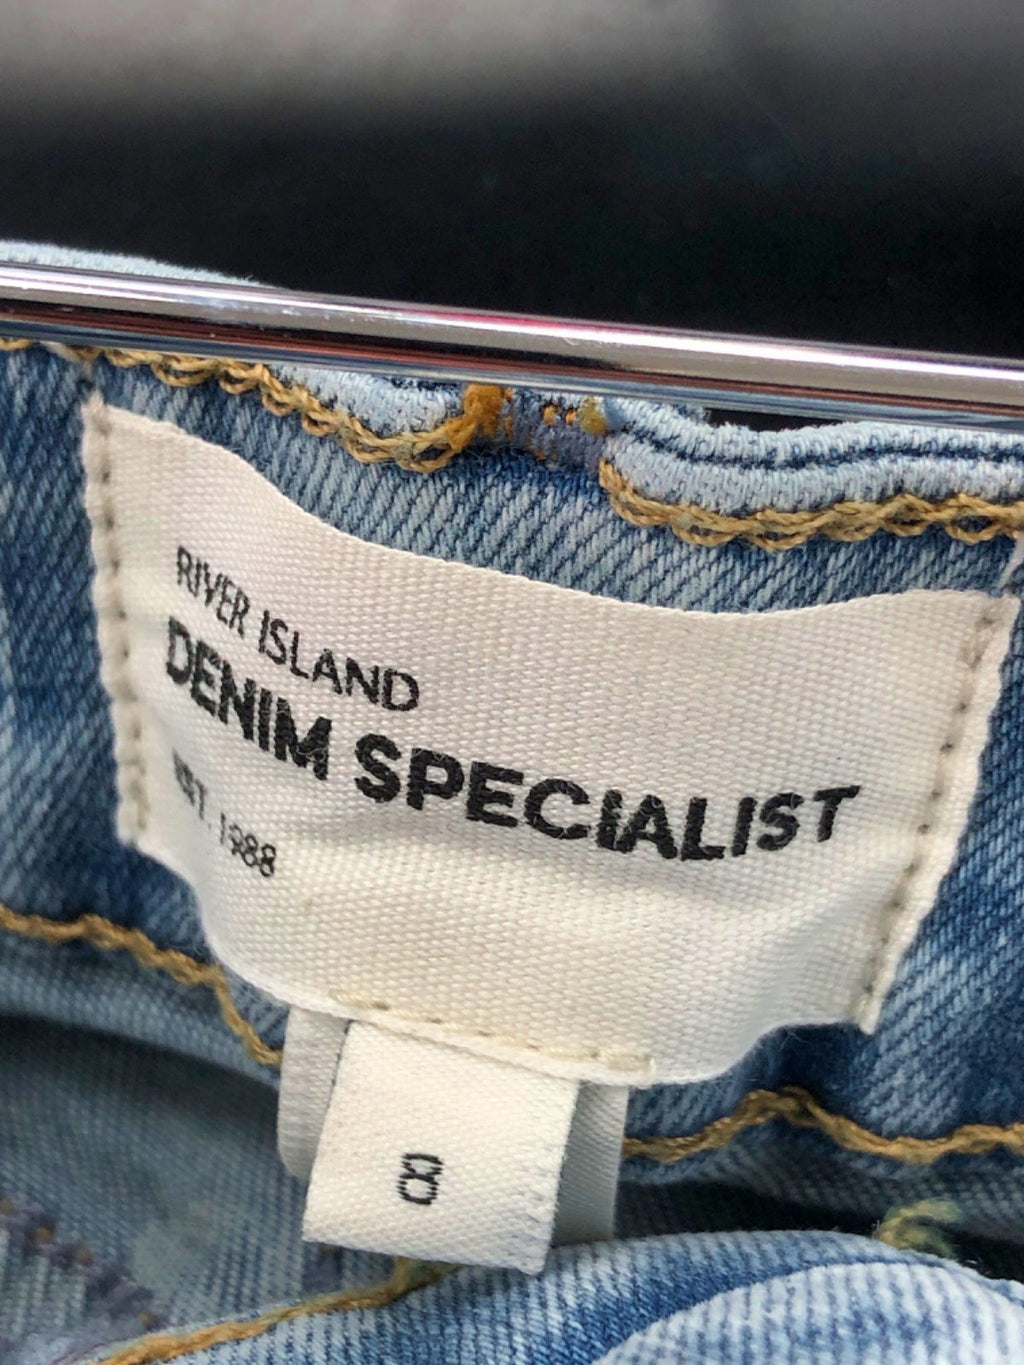 RIVER ISLAND
DENIM SPECIALIST
EST. 1988
8